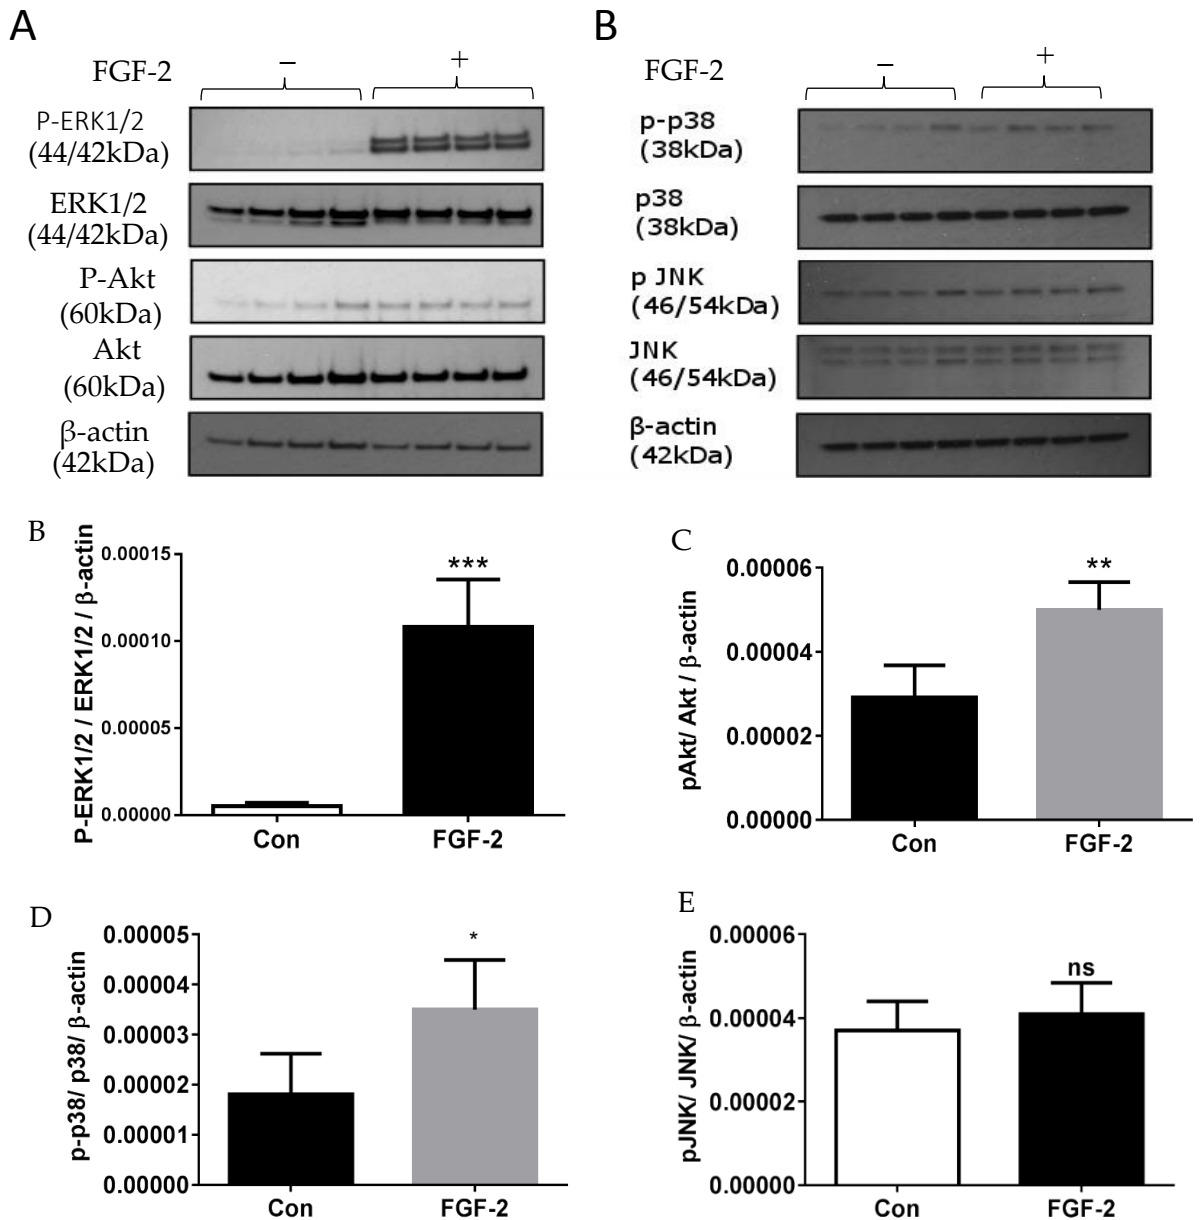 A
FGF-2
−
+
P-ERK1/2
(44/42kDa)
ERK1/2
(44/42kDa)
P-Akt
(60kDa)
Akt
(60kDa)
β-actin
(42kDa)
B
FGF-2
−
+
p-p38
(38kDa)
p38
(38kDa)
p JNK
(46/54kDa)
JNK
(46/54kDa)
β-actin
(42kDa)
B
P-ERK1/2 / ERK1/2 / β-actin
0.00015
0.00010
0.00005
0.00000
***
Con
FGF-2
C
pAkt/ Akt / β-actin
0.00006
0.00004
0.00002
0.00000
**
Con
FGF-2
D
p-p38/ p38/ β-actin
0.00005
0.00004
0.00003
0.00002
0.00001
0.00000
*
Con
FGF-2
E
pJNK/ JNK/ β-actin
0.00006
0.00004
0.00002
0.00000
ns
Con
FGF-2